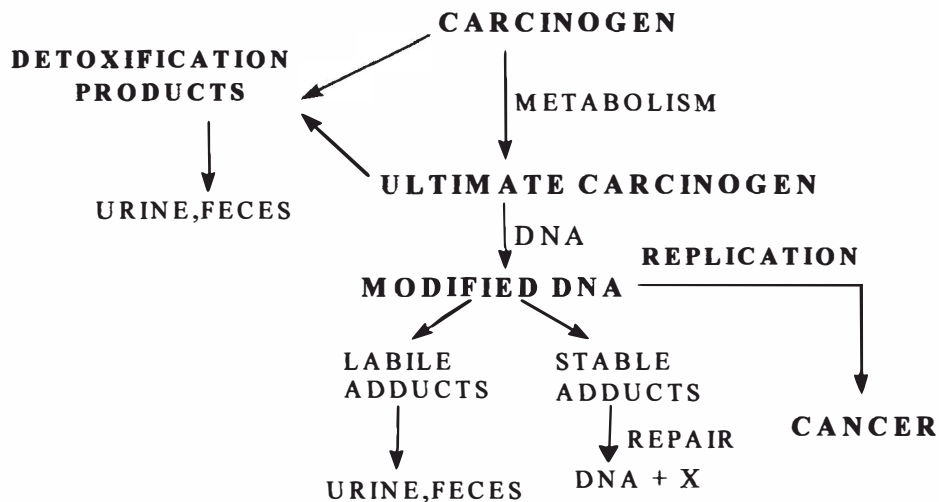 CARCINOGEN
DETOXIFICATION
PRODUCTS
METABOLISM
ULTIMATE CARCINOGEN
URINE,FECES
DNA
REPLICATION
MODIFIED DNA
LABILE
ADDUCTS
STABLE
ADDUCTS
CANCER
REPAIR
URINE,FECES
DNA + X